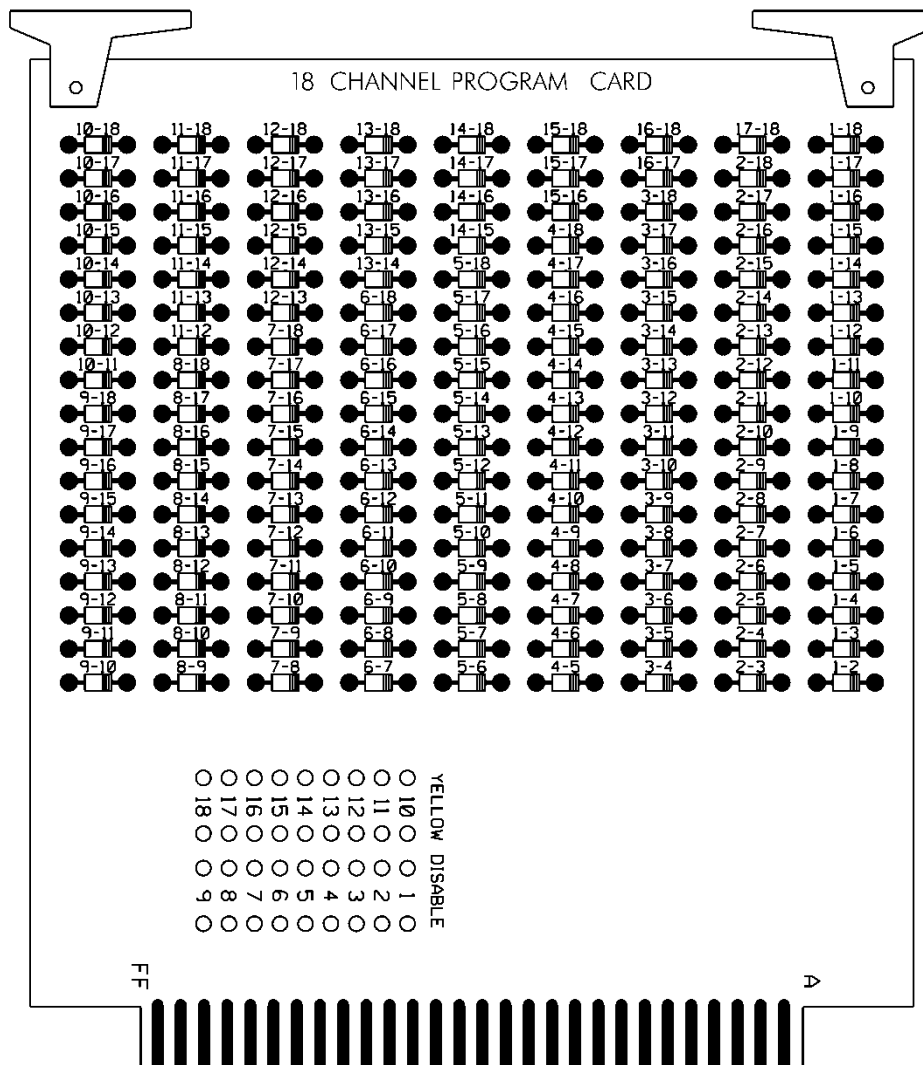 18 CHANNEL PROGRAM CARD
10-18 11-18 12-18 13-18 14-18 15-18 16-18 17-18 1-18
10-17 11-17 12-17 13-17 14-17 15-17 16-17 2-18 1-17
10-16 11-16 12-16 13-16 14-16 15-16 3-18 2-17 1-16
10-15 11-15 12-15 13-15 14-15 4-18 3-17 2-16 1-15
10-14 11-14 12-14 13-14 5-18 4-17 3-16 2-15 1-14
10-13 11-13 12-13 6-18 5-17 4-16 3-15 2-14 1-13
10-12 11-12 7-18 6-17 5-16 4-15 3-14 2-13 1-12
10-11 8-18 7-17 6-16 5-15 4-14 3-13 2-12 1-11
9-18 8-17 7-16 6-15 5-14 4-13 3-12 2-11 1-10
9-17 8-16 7-15 6-14 5-13 4-12 3-11 2-10 1-9
9-16 8-15 7-14 6-13 5-12 4-11 3-10 2-9 1-8
9-15 8-14 7-13 6-12 5-11 4-10 3-9 2-8 1-7
9-14 8-13 7-12 6-11 5-10 4-9 3-8 2-7 1-6
9-13 8-12 7-11 6-10 5-9 4-8 3-7 2-6 1-5
9-12 8-11 7-10 6-9 5-8 4-7 3-6 2-5 1-4
9-11 8-10 7-9 6-8 5-7 4-6 3-5 2-4 1-3
9-10 8-9 7-8 6-7 5-6 4-5 3-4 2-3 1-2
YELLOW DISABLE
10 1
11 2
12 3
13 4
14 5
15 6
16 7
17 8
18 9
FF
A